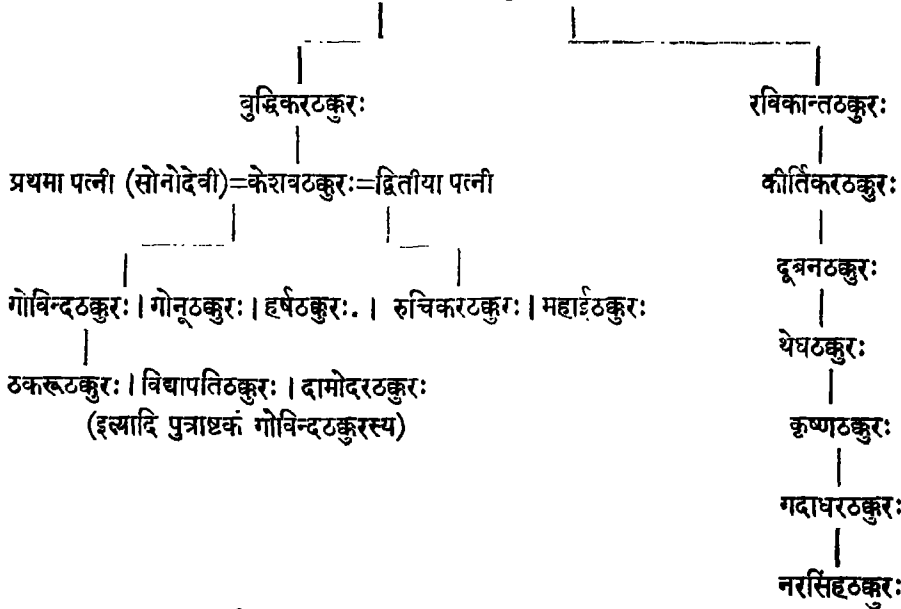 बुद्धिकरठक्कुरः रविकान्तठक्कुरः
प्रथमा पत्नी (सोनोदेवी)=केशवठक्कुरः=द्वितीया पत्नी कीर्तिकरठक्कुरः
दूबनठक्कुरः
गोविन्दठक्कुरः। गोनूठक्कुरः। हर्षठक्कुरः.। रुचिकरठक्कुरः। महाईठक्कुरः
थेघठक्कुरः
ठकरूठक्कुरः। विद्यापतिठक्कुरः। दामोदरठक्कुरः
(इत्यादि पुत्राष्टकं गोविन्दठक्कुरस्य) कृष्णठक्कुरः
गदाधरठक्कुरः
नरसिंहठक्कुरः